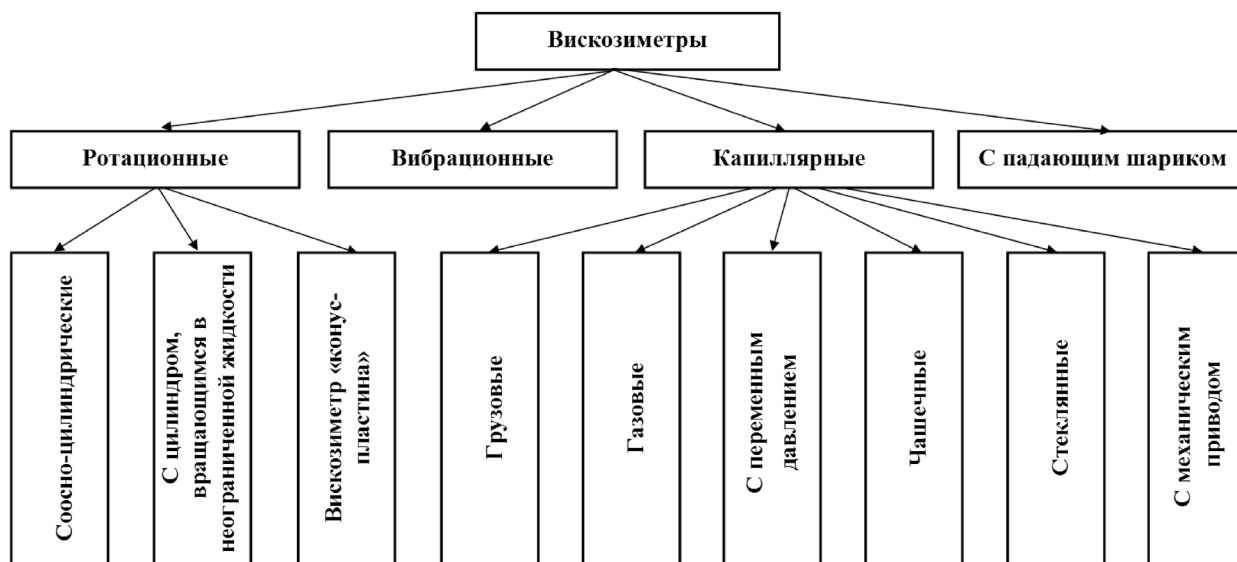 Вискозиметры
Ротационные
Вибрационные
Капиллярные
С падающим шариком
Соосно-цилиндрические
С цилиндром,
вращающимся в
неограниченной жидкости
Вискозиметр «конус-
пластина»
Грузовые
Газовые
С переменным
давлением
Чашечные
Стеклянные
С механическим
приводом